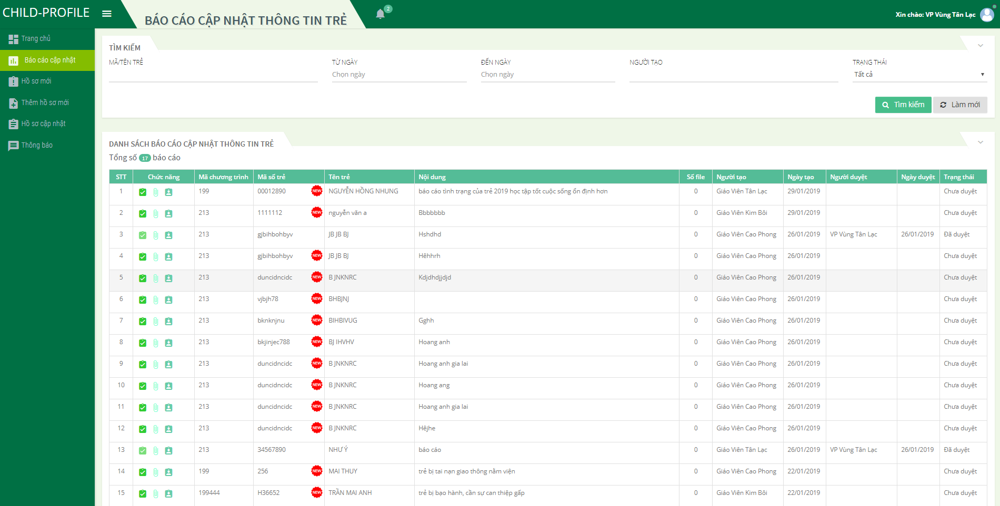 CHILD-PROFILE
BÁO CÁO CẬP NHẬT THÔNG TIN TRẺ
2
Xin chào: VP Vùng Tân Lạc
Trang chủ
Báo cáo cập nhật
Hồ sơ mới
Thêm hồ sơ mới
Hồ sơ cập nhật
Thông báo
TÌM KIẾM
MÃ/TÊN TRẺ TỪ NGÀY ĐẾN NGÀY NGƯỜI TẠO TRẠNG THÁI
Chọn ngày Chọn ngày Tất cả
Tìm kiếm Làm mới
DANH SÁCH BÁO CÁO CẬP NHẬT THÔNG TIN TRẺ
Tổng số 17 báo cáo
STT Chức năng Mã chương trình Mã số trẻ Tên trẻ Nội dung Số file Người tạo Ngày tạo Người duyệt Ngày duyệt Trạng thái
1 199 00012890 NEW NGUYỄN HỒNG NHUNG báo cáo tình trạng của trẻ 2019 học tập tốt cuộc sống ổn định hơn 0 Giáo Viên Tân Lạc 29/01/2019 Chưa duyệt
2 213 1111112 NEW nguyễn văn a Bbbbbbb 0 Giáo Viên Kim Bôi 29/01/2019 Chưa duyệt
3 213 gjbihbohbyv JB JB BJ Hshdhd 0 Giáo Viên Cao Phong 26/01/2019 VP Vùng Tân Lạc 26/01/2019 Đã duyệt
4 213 gjbihbohbyv NEW JB JB BJ Hêhhrh 0 Giáo Viên Cao Phong 26/01/2019 Chưa duyệt
5 213 duncidncidc NEW B JNKNRC Kdjdhdjjdjd 0 Giáo Viên Cao Phong 26/01/2019 Chưa duyệt
6 213 vjbjh78 NEW BHBJNJ 0 Giáo Viên Cao Phong 26/01/2019 Chưa duyệt
7 213 bknknjnu NEW BIHBIVUG Gghh 0 Giáo Viên Cao Phong 26/01/2019 Chưa duyệt
8 213 bkjinjec788 NEW BJ IHVHV Hoang anh 0 Giáo Viên Cao Phong 26/01/2019 Chưa duyệt
9 213 duncidncidc NEW B JNKNRC Hoang anh gia lai 0 Giáo Viên Cao Phong 26/01/2019 Chưa duyệt
10 213 duncidncidc NEW B JNKNRC Hoang ang 0 Giáo Viên Cao Phong 26/01/2019 Chưa duyệt
11 213 duncidncidc NEW B JNKNRC Hoang anh gia lai 0 Giáo Viên Cao Phong 26/01/2019 Chưa duyệt
12 213 duncidncidc NEW B JNKNRC Hêjhe 0 Giáo Viên Cao Phong 26/01/2019 Chưa duyệt
13 213 34567890 NHƯ Ý báo cáo 0 Giáo Viên Tân Lạc 26/01/2019 VP Vùng Tân Lạc 26/01/2019 Đã duyệt
14 199 256 NEW MAI THUY trẻ bị tai nạn giao thông nằm viện 0 Giáo Viên Cao Phong 22/01/2019 Chưa duyệt
15 199444 H36652 NEW TRẦN MAI ANH trẻ bị bạo hành, cần sự can thiệp gấp 0 Giáo Viên Kim Bôi 22/01/2019 Chưa duyệt